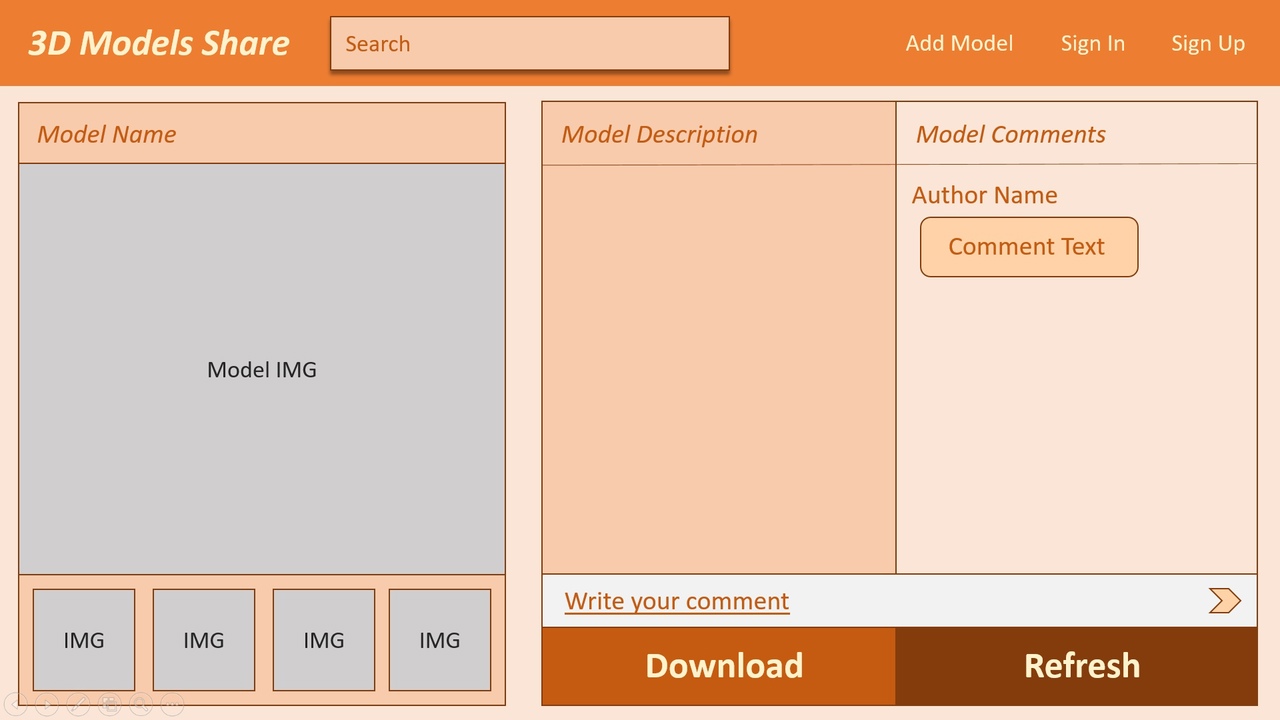 3D Models Share
Search
Add Model
Sign In
Sign Up
Model Name
Model IMG
IMG
IMG
IMG
IMG
Model Description
Model Comments
Author Name
Comment Text
Write your comment
Download
Refresh